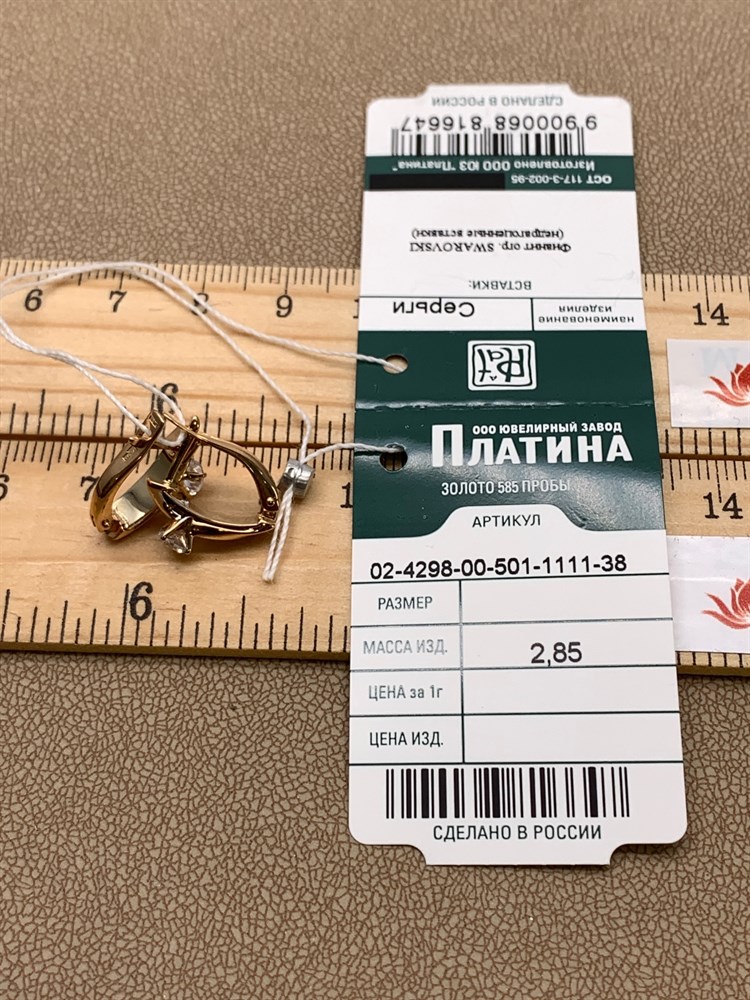 СДЕЛАНО В РОССИИ
9 900068 816647
Изготовлено ООО ЮЗ "Платина"
ОСТ 117-3-002-95
Фианит огр. SWAROVSKI
(недрагоценные вставки)
ВСТАВКИ:
наименование изделия
Серьги
Plat
ООО ЮВЕЛИРНЫЙ ЗАВОД
ПЛАТИНА
ЗОЛОТО 585 ПРОБЫ
АРТИКУЛ
02-4298-00-501-1111-38
РАЗМЕР
МАССА ИЗД. 2,85
ЦЕНА за 1г
ЦЕНА ИЗД.
СДЕЛАНО В РОССИИ
6 7 8 9 14
6
7 8 9 14
6